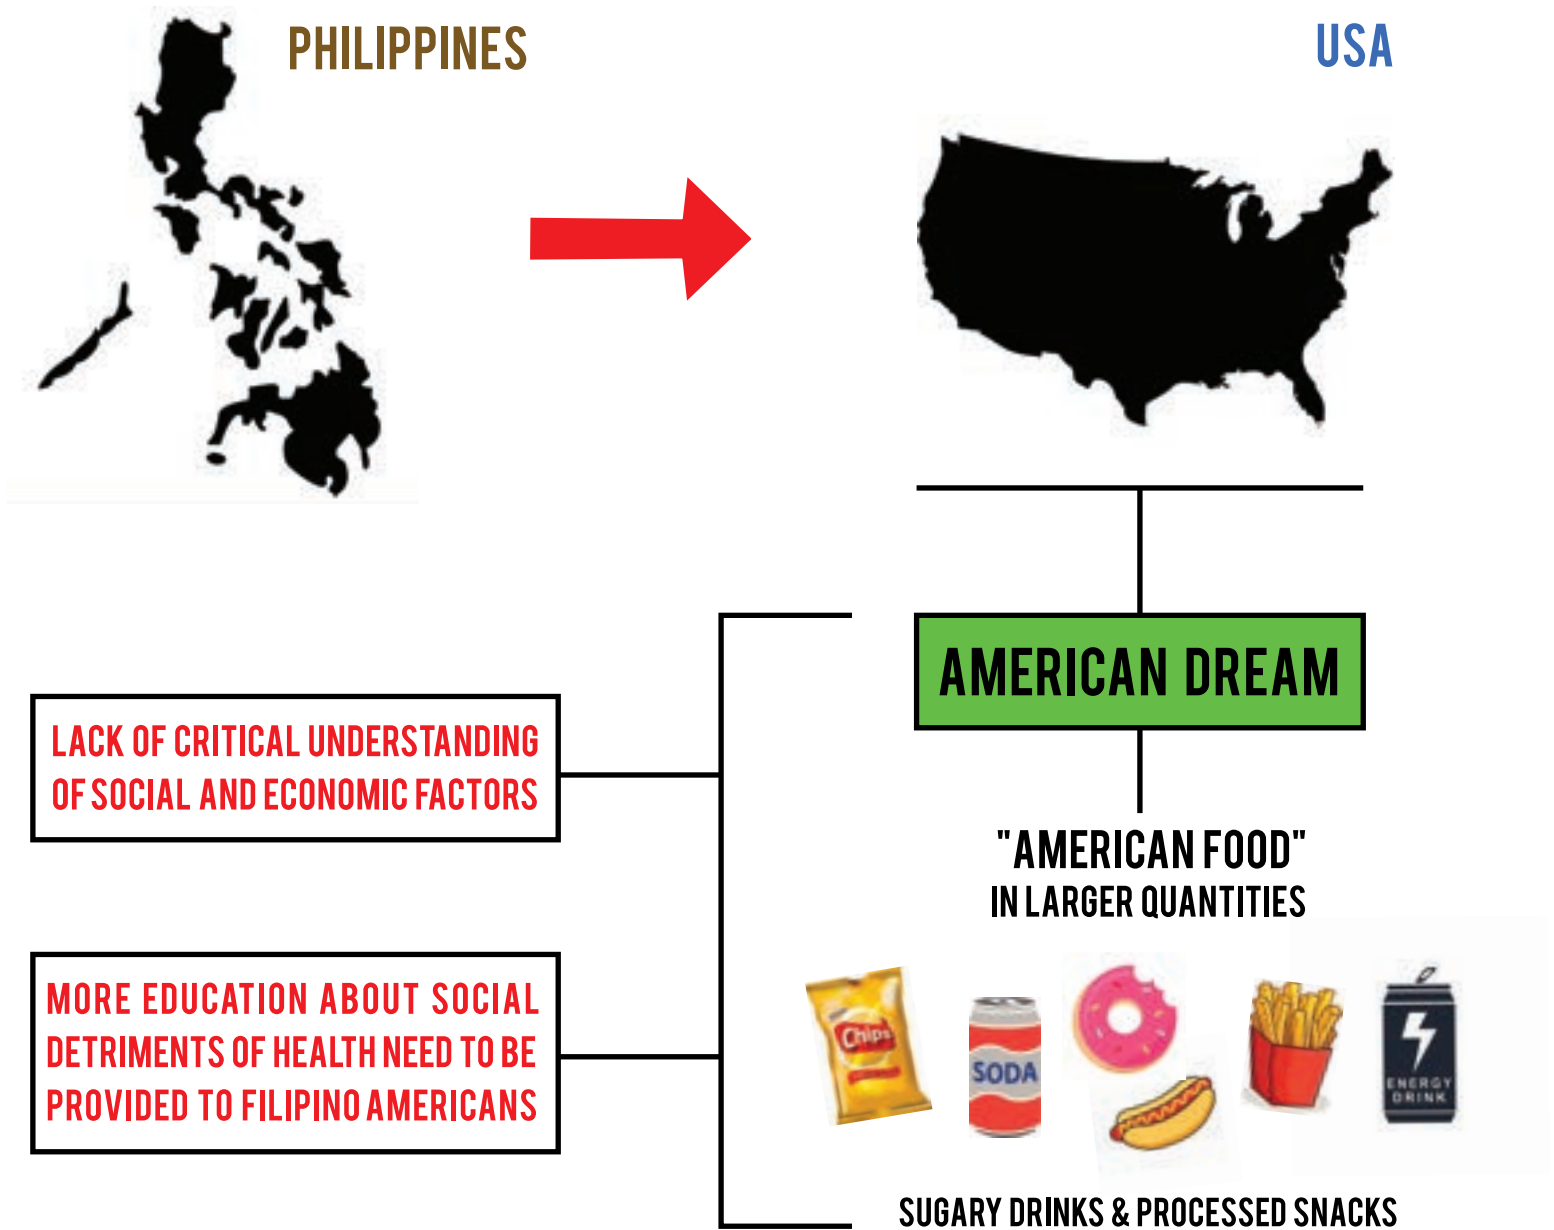 PHILIPPINES
USA
AMERICAN DREAM
LACK OF CRITICAL UNDERSTANDING
OF SOCIAL AND ECONOMIC FACTORS
"AMERICAN FOOD"
IN LARGER QUANTITIES
MORE EDUCATION ABOUT SOCIAL
DETRIMENTS OF HEALTH NEED TO BE
PROVIDED TO FILIPINO AMERICANS
Chips
SODA
ENERGY
DRINK
SUGARY DRINKS & PROCESSED SNACKS